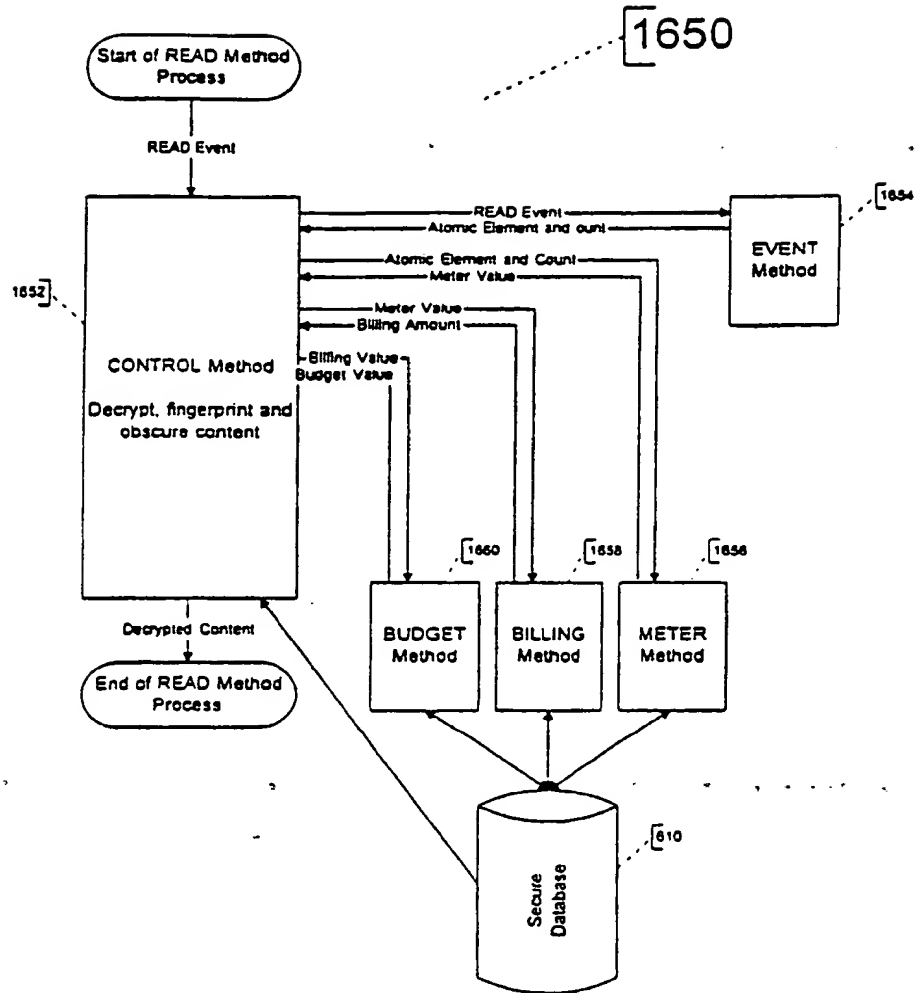 1650
Start of READ Method
Process
READ Event
READ Event
Atomic Element and ount
1654
EVENT
Method
Atomic Element and Count
Meter Value
1652
Meter Value
Billing Amount
CONTROL Method
Decrypt, fingerprint and
obscure content
Billing Value
Budget Value
1660
1658
1656
BUDGET
Method
BILLING
Method
METER
Method
Decrypted Content
End of READ Method
Process
610
Secure
Database